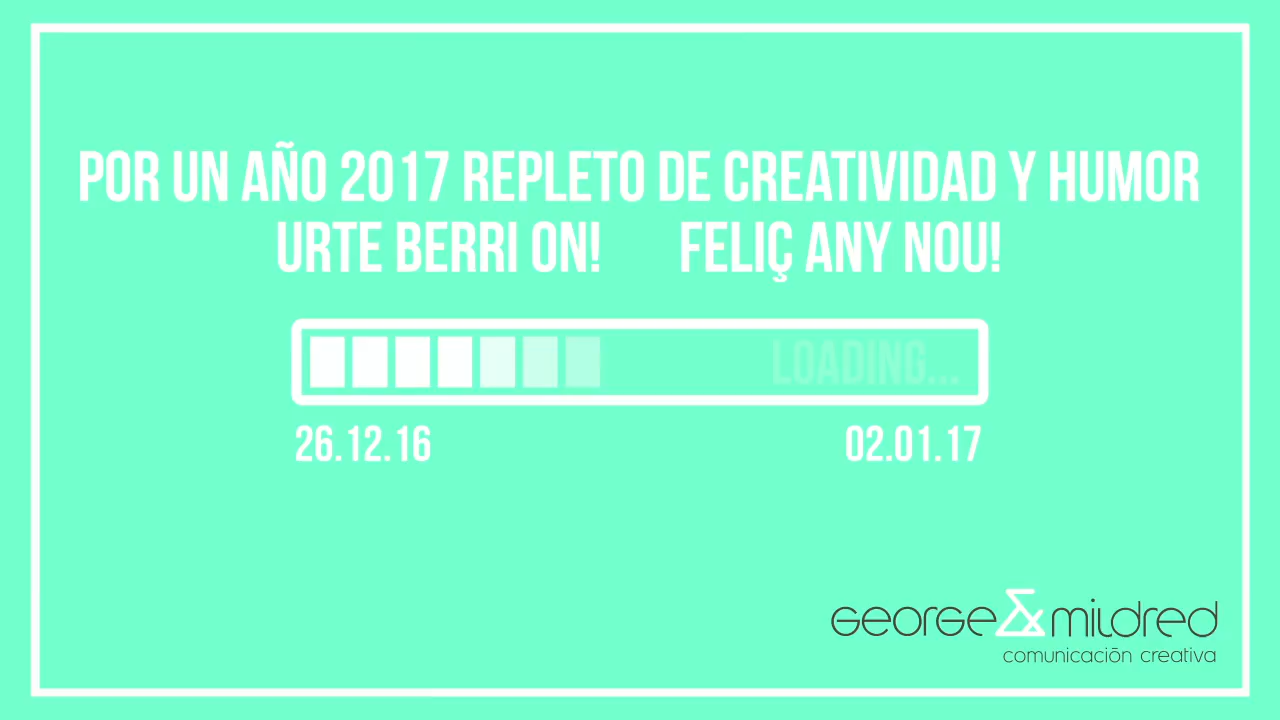 POR UN AÑO 2017 REPLETO DE CREATIVIDAD Y HUMOR
URTE BERRI ON! FELIÇ ANY NOU!
LOADING...
26.12.16 02.01.17
GEORGE & mildred
comunicación creativa